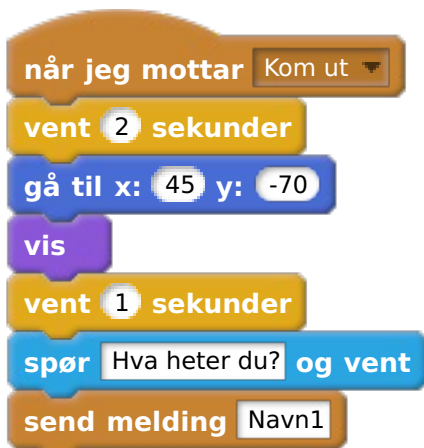 når jeg mottar Kom ut
vent 2 sekunder
gå til x: 45 y: -70
vis
vent 1 sekunder
spør Hva heter du? og vent
send melding Navn1